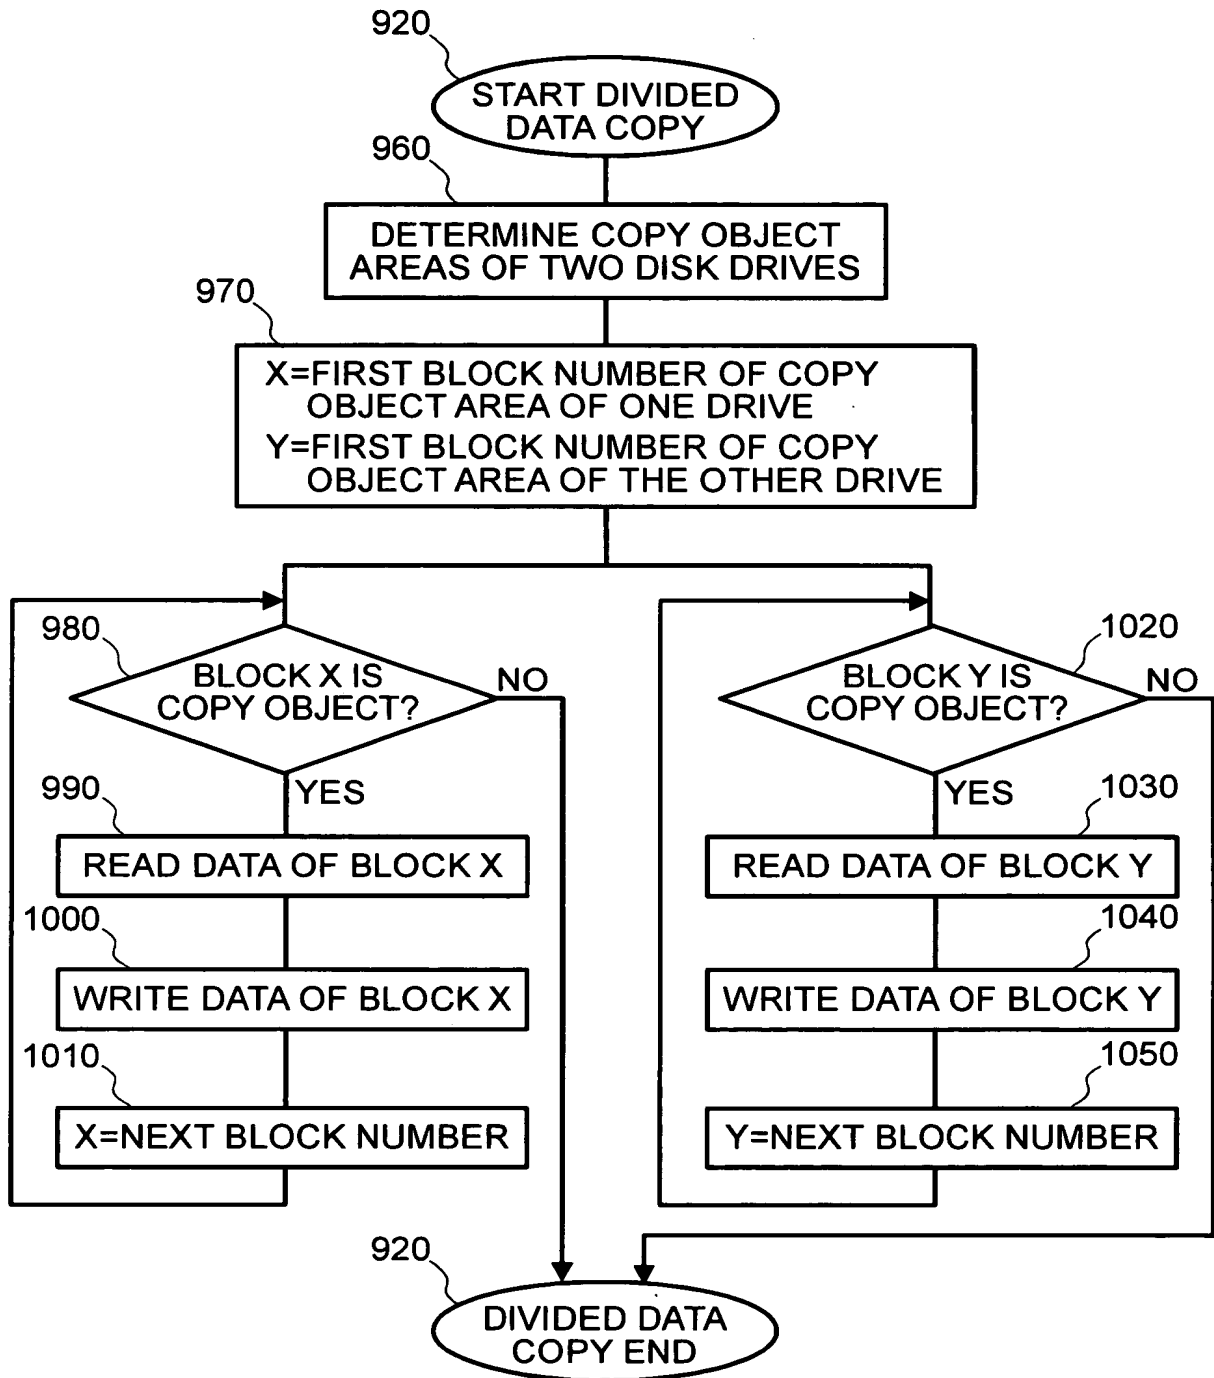 920
START DIVIDED
DATA COPY
960
DETERMINE COPY OBJECT
AREAS OF TWO DISK DRIVES
970
X=FIRST BLOCK NUMBER OF COPY
OBJECT AREA OF ONE DRIVE
Y=FIRST BLOCK NUMBER OF COPY
OBJECT AREA OF THE OTHER DRIVE
980
BLOCK X IS
COPY OBJECT?
NO
YES
990
READ DATA OF BLOCK X
1000
WRITE DATA OF BLOCK X
1010
X=NEXT BLOCK NUMBER
1020
BLOCK Y IS
COPY OBJECT?
NO
YES
1030
READ DATA OF BLOCK Y
1040
WRITE DATA OF BLOCK Y
1050
Y=NEXT BLOCK NUMBER
920
DIVIDED DATA
COPY END